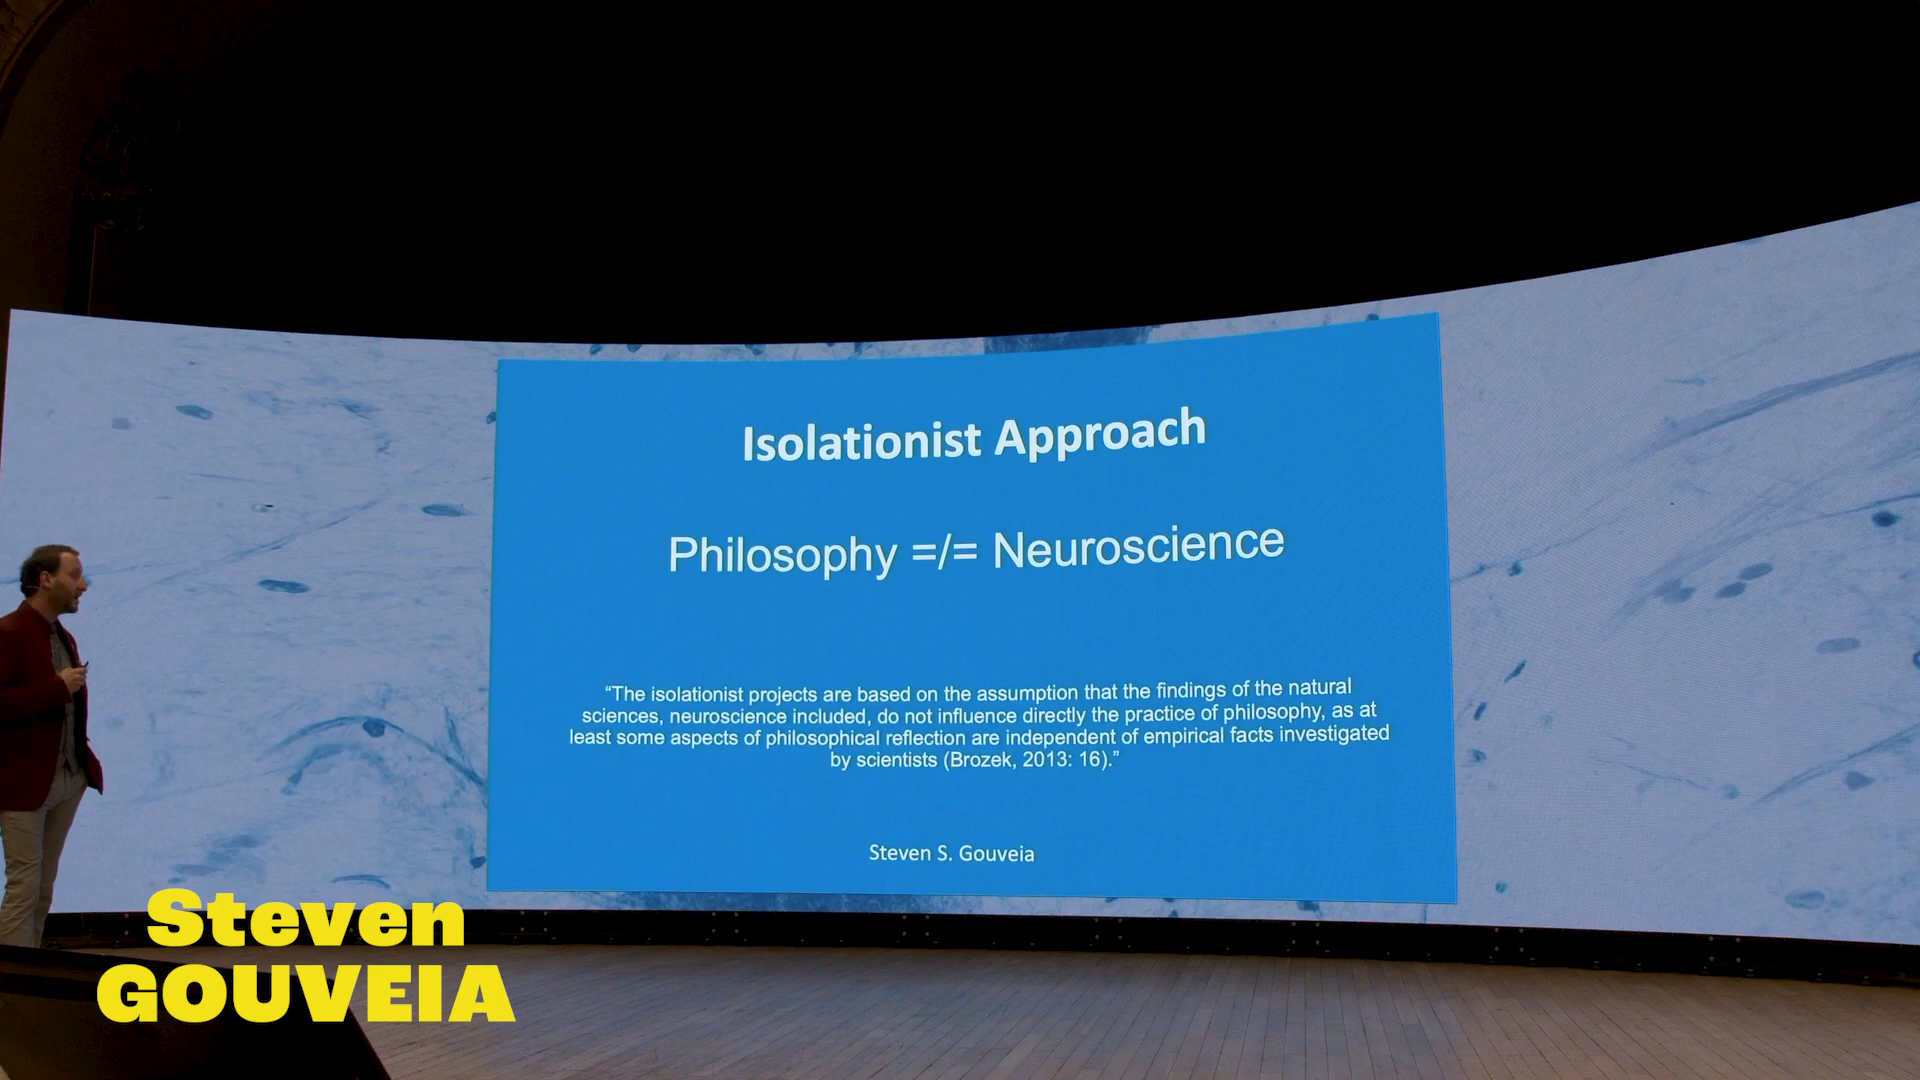 Isolationist Approach
Philosophy =/= Neuroscience
“The isolationist projects are based on the assumption that the findings of the natural
sciences, neuroscience included, do not influence directly the practice of philosophy, as at
least some aspects of philosophical reflection are independent of empirical facts investigated
by scientists (Brozek, 2013: 16).”
Steven S. Gouveia
Steven
GOUVEIA